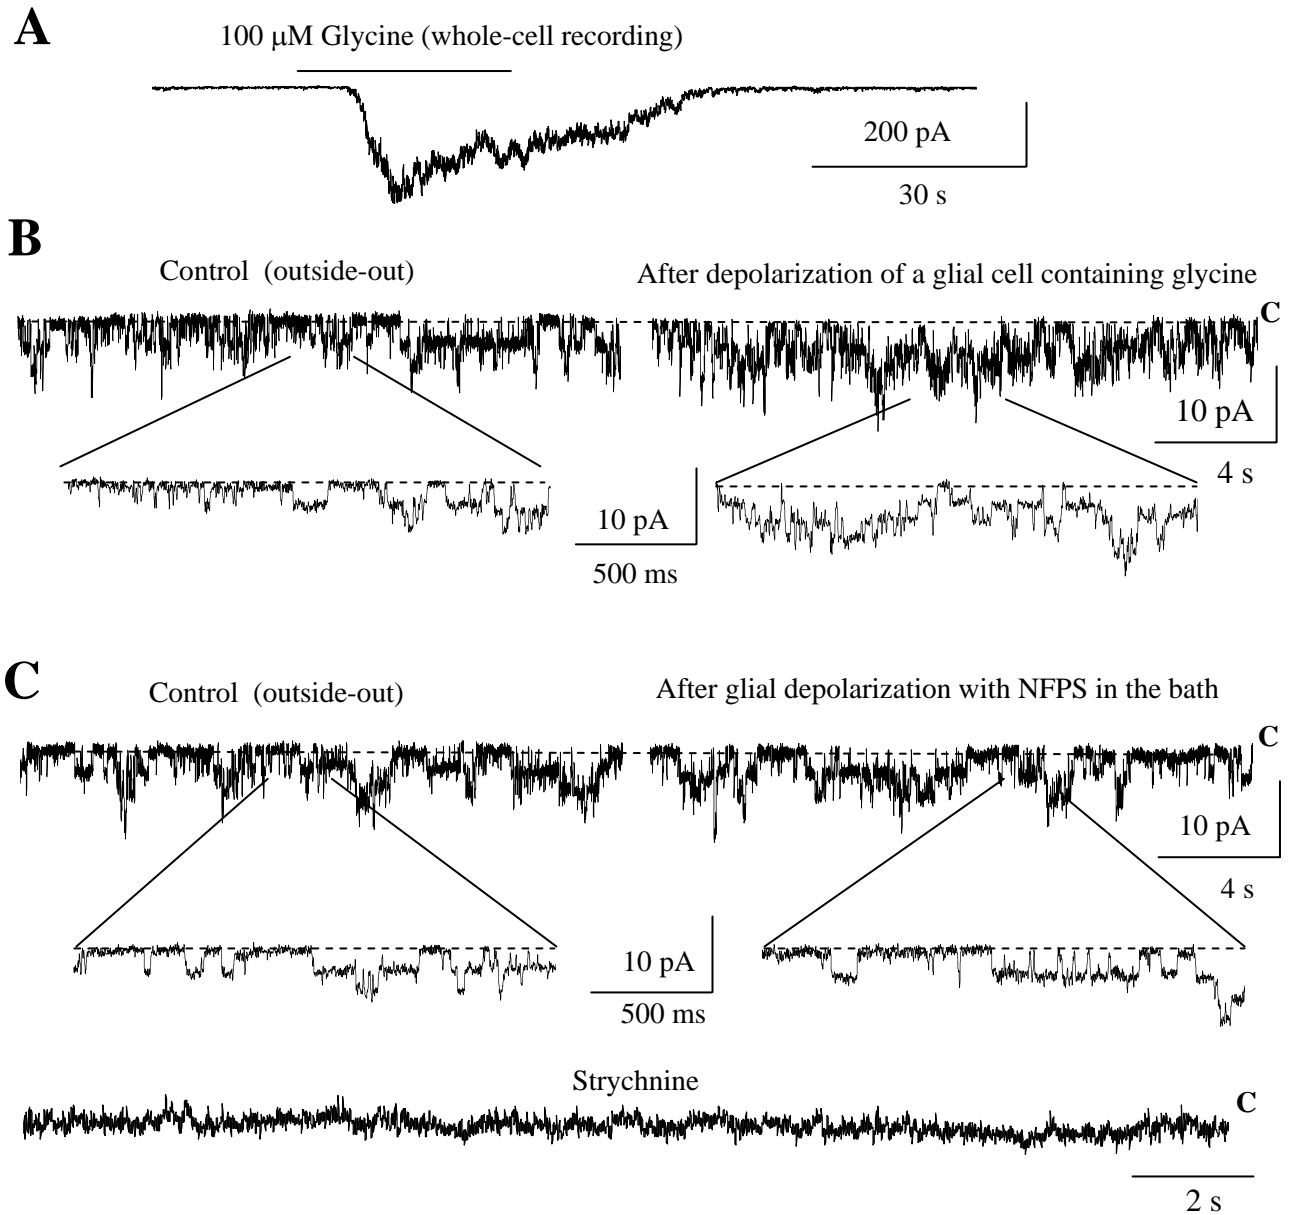 A
100 μM Glycine (whole-cell recording)
200 pA
30 s
B
Control (outside-out)
After depolarization of a glial cell containing glycine
C
10 pA
4 s
10 pA
500 ms
C
Control (outside-out)
After glial depolarization with NFPS in the bath
C
10 pA
4 s
10 pA
500 ms
Strychnine
C
2 s